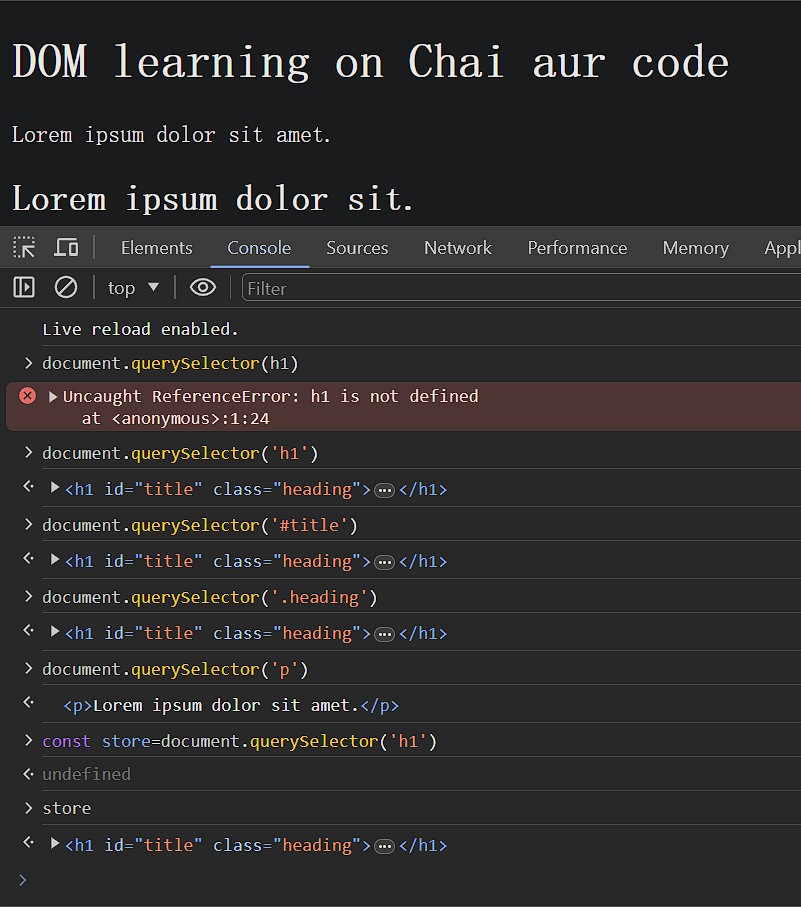 DOM learning on Chai aur code
Lorem ipsum dolor sit amet.
Lorem ipsum dolor sit.
Elements Console Sources Network Performance Memory Appl
top ▼ Filter
Live reload enabled.
> document.querySelector(h1)
Uncaught ReferenceError: h1 is not defined
at <anonymous>:1:24
> document.querySelector('h1')
<h1 id="title" class="heading">…</h1>
> document.querySelector('#title')
<h1 id="title" class="heading">…</h1>
> document.querySelector('.heading')
<h1 id="title" class="heading">…</h1>
> document.querySelector('p')
<p>Lorem ipsum dolor sit amet.</p>
> const store=document.querySelector('h1')
undefined
> store
<h1 id="title" class="heading">…</h1>
>